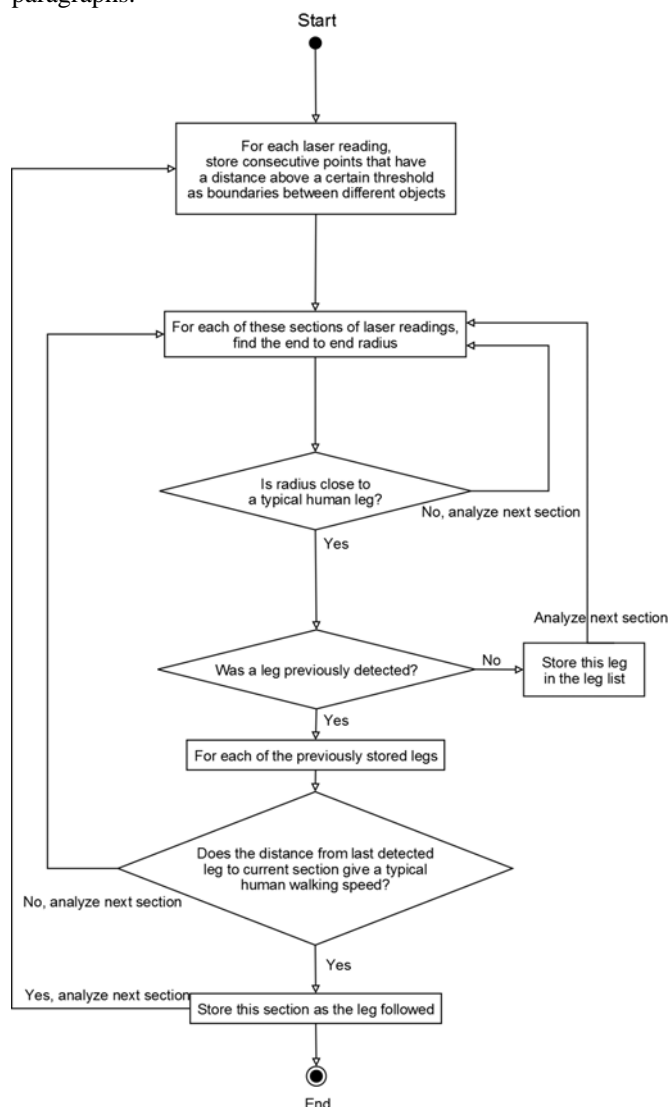 paragraphs.
Start
For each laser reading,
store consecutive points that have
a distance above a certain threshold
as boundaries between different objects
For each of these sections of laser readings,
find the end to end radius
Is radius close to
a typical human leg?
No, analyze next section
Yes
Analyze next section
Was a leg previously detected?
No
Store this leg
in the leg list
Yes
For each of the previously stored legs
Does the distance from last detected
leg to current section give a typical
human walking speed?
No, analyze next section
Yes
Yes, analyze next section
Store this section as the leg followed
End